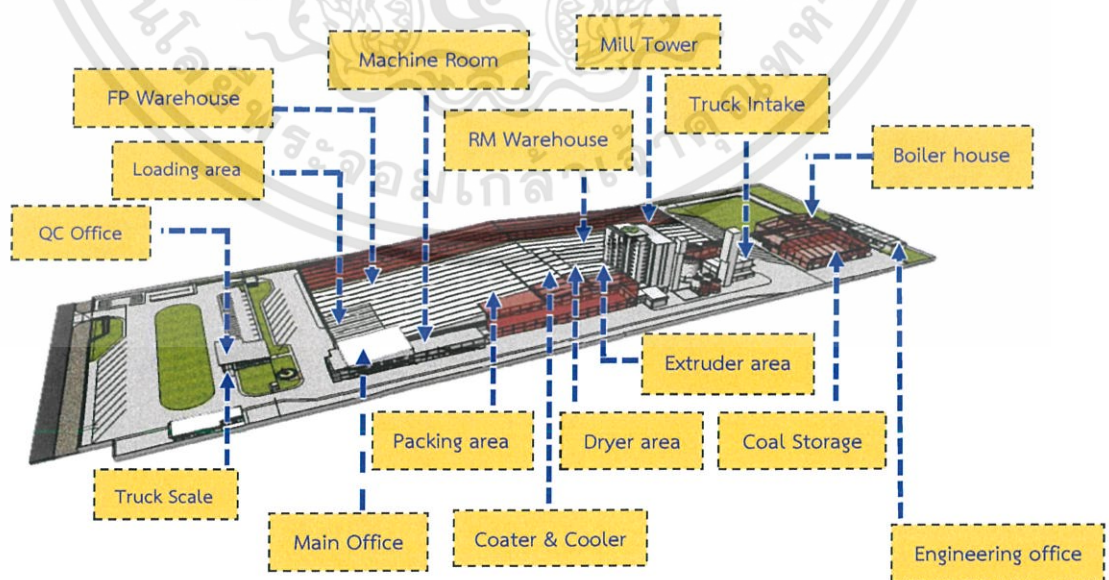 Mill Tower
Machine Room
FP Warehouse
Truck Intake
RM Warehouse
Boiler house
Loading area
QC Office
Extruder area
Packing area
Dryer area
Coal Storage
Truck Scale
Main Office
Coater & Cooler
Engineering office